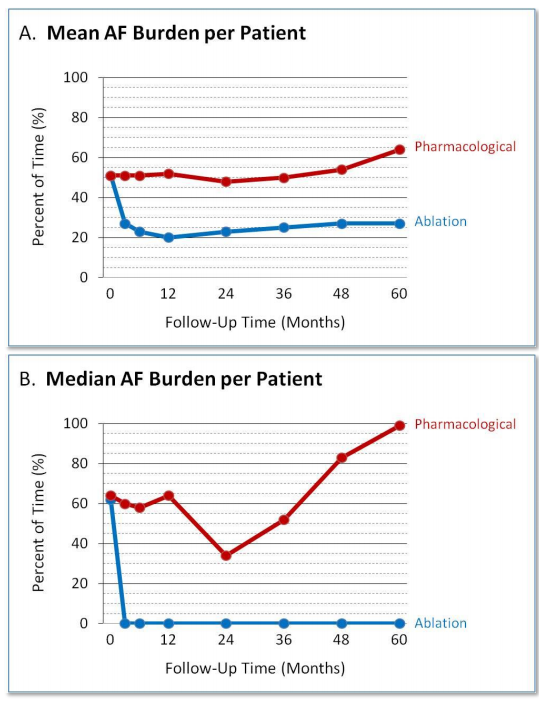 A. Mean AF Burden per Patient
100
80
60
40
20
0
Percent of Time (%)
Pharmacological
Ablation
0 12 24 36 48 60
Follow-Up Time (Months)
B. Median AF Burden per Patient
100
80
60
40
20
0
Percent of Time (%)
Pharmacological
Ablation
0 12 24 36 48 60
Follow-Up Time (Months)